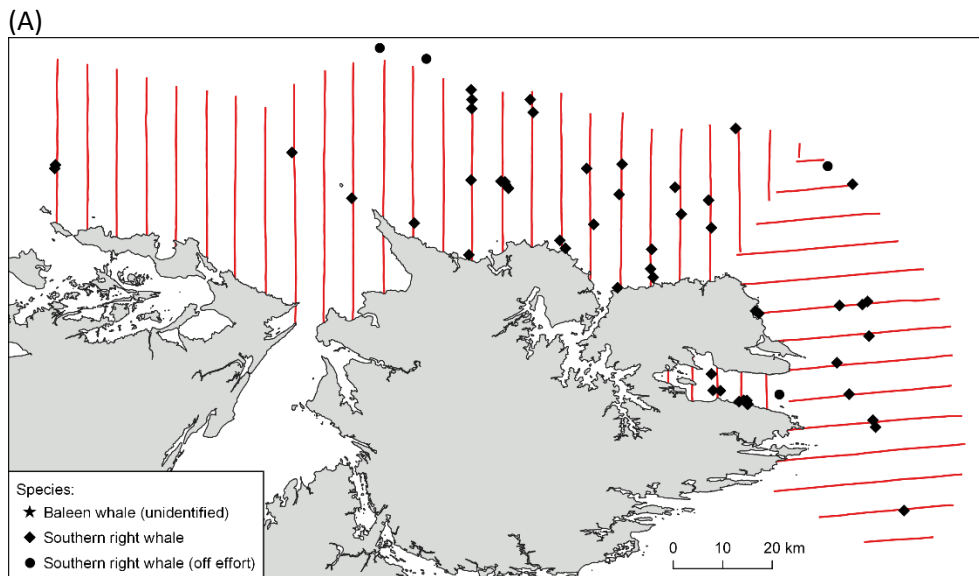 (A)
Species:
Baleen whale (unidentified)
Southern right whale
Southern right whale (off effort)
0 10 20 km